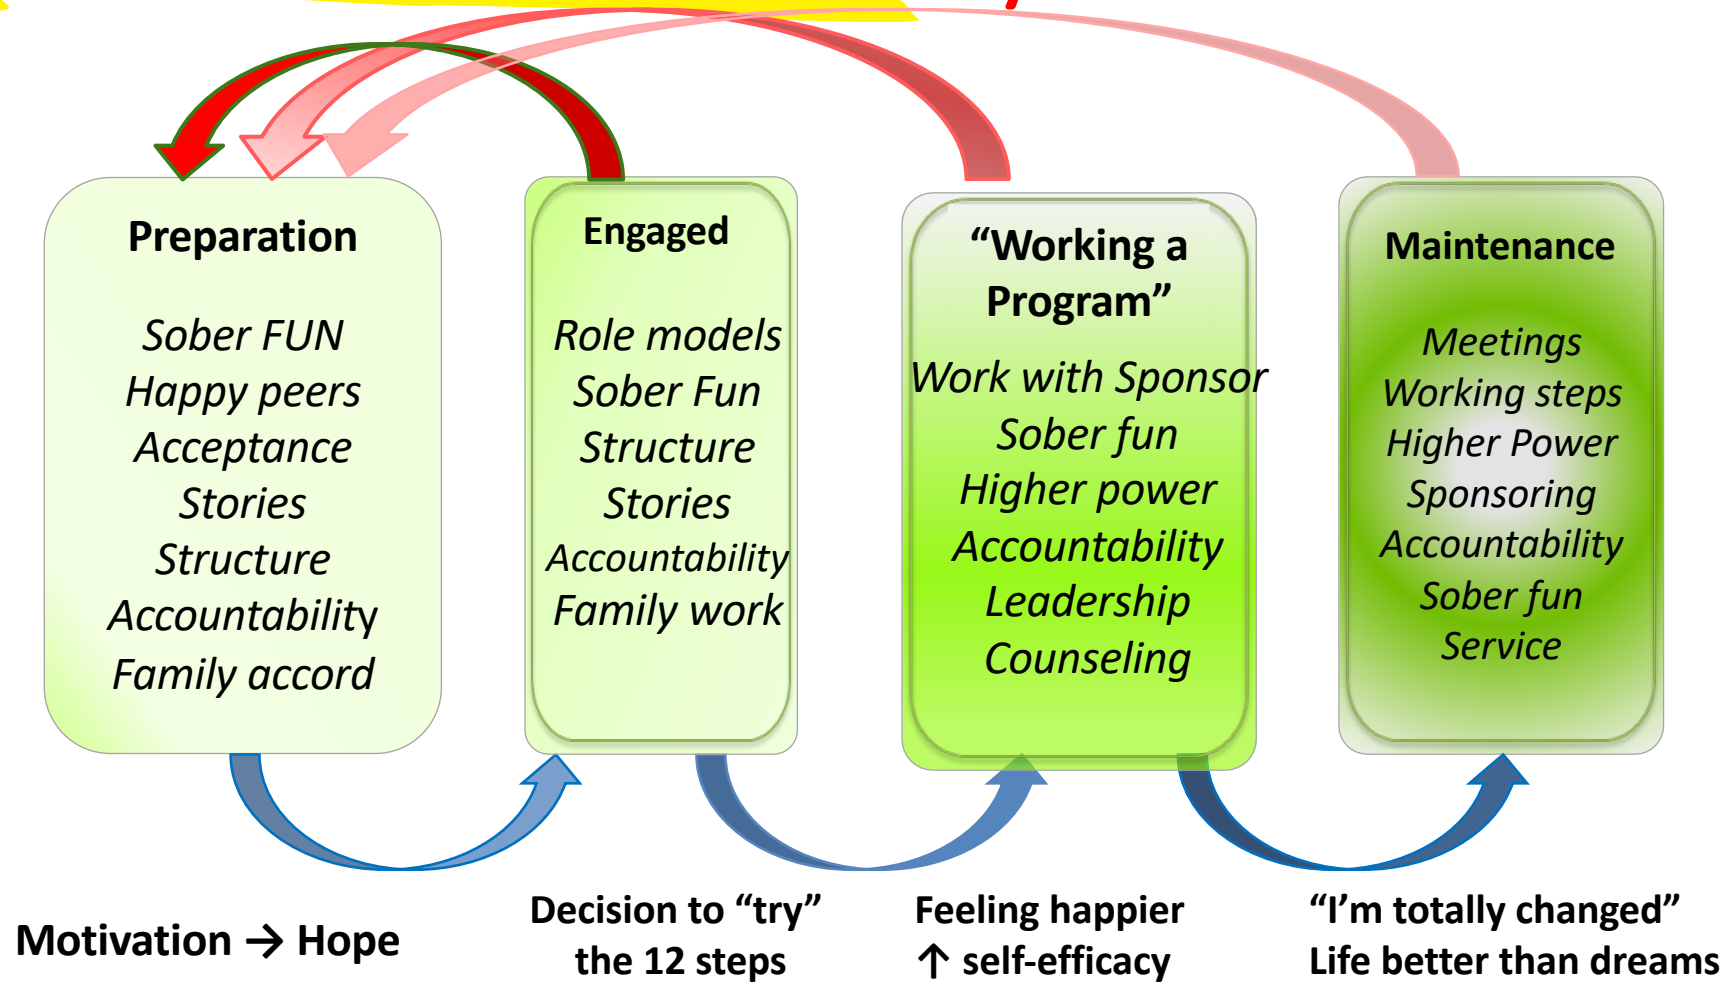 Preparation
Sober FUN
Happy peers
Acceptance
Stories
Structure
Accountability
Family accord
Engaged
Role models
Sober Fun
Structure
Stories
Accountability
Family work
“Working a
Program”
Work with Sponsor
Sober fun
Higher power
Accountability
Leadership
Counseling
Maintenance
Meetings
Working steps
Higher Power
Sponsoring
Accountability
Sober fun
Service
Motivation → Hope
Decision to “try”
the 12 steps
Feeling happier
↑ self-efficacy
“I’m totally changed”
Life better than dreams